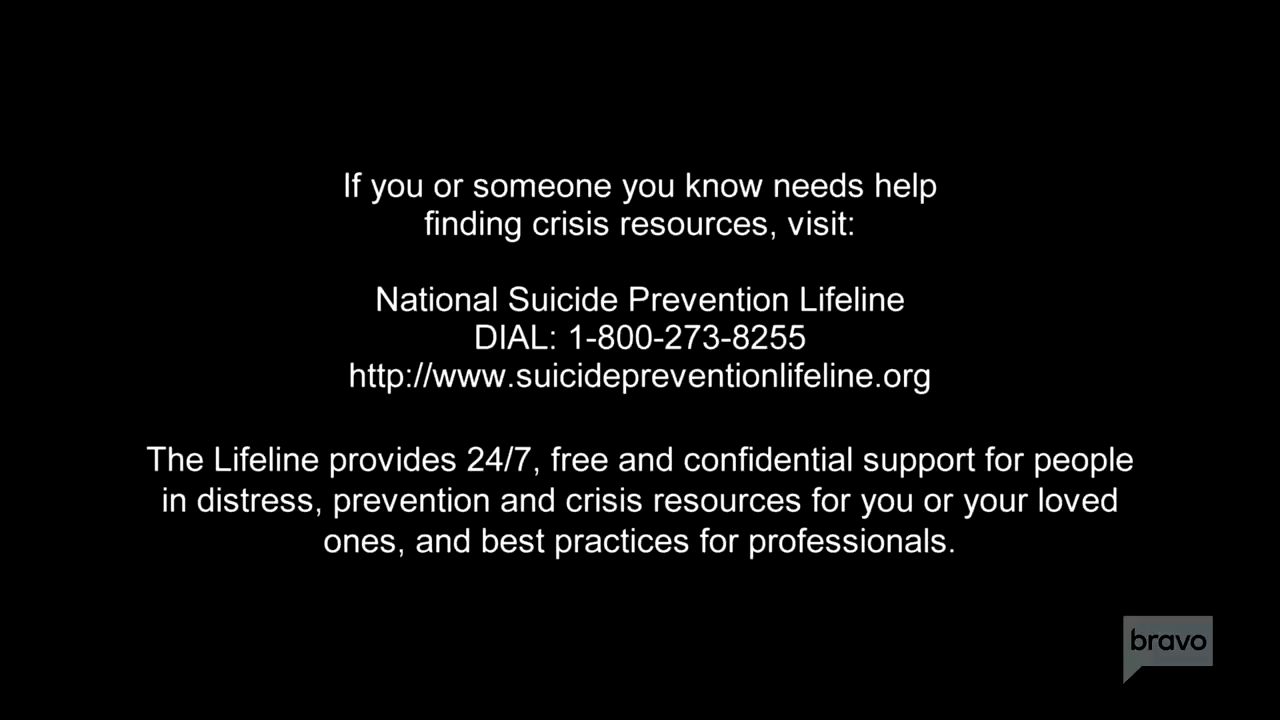 If you or someone you know needs help
finding crisis resources, visit:
National Suicide Prevention Lifeline
DIAL: 1-800-273-8255
http://www.suicidepreventionlifeline.org
The Lifeline provides 24/7, free and confidential support for people
in distress, prevention and crisis resources for you or your loved
ones, and best practices for professionals.
bravo